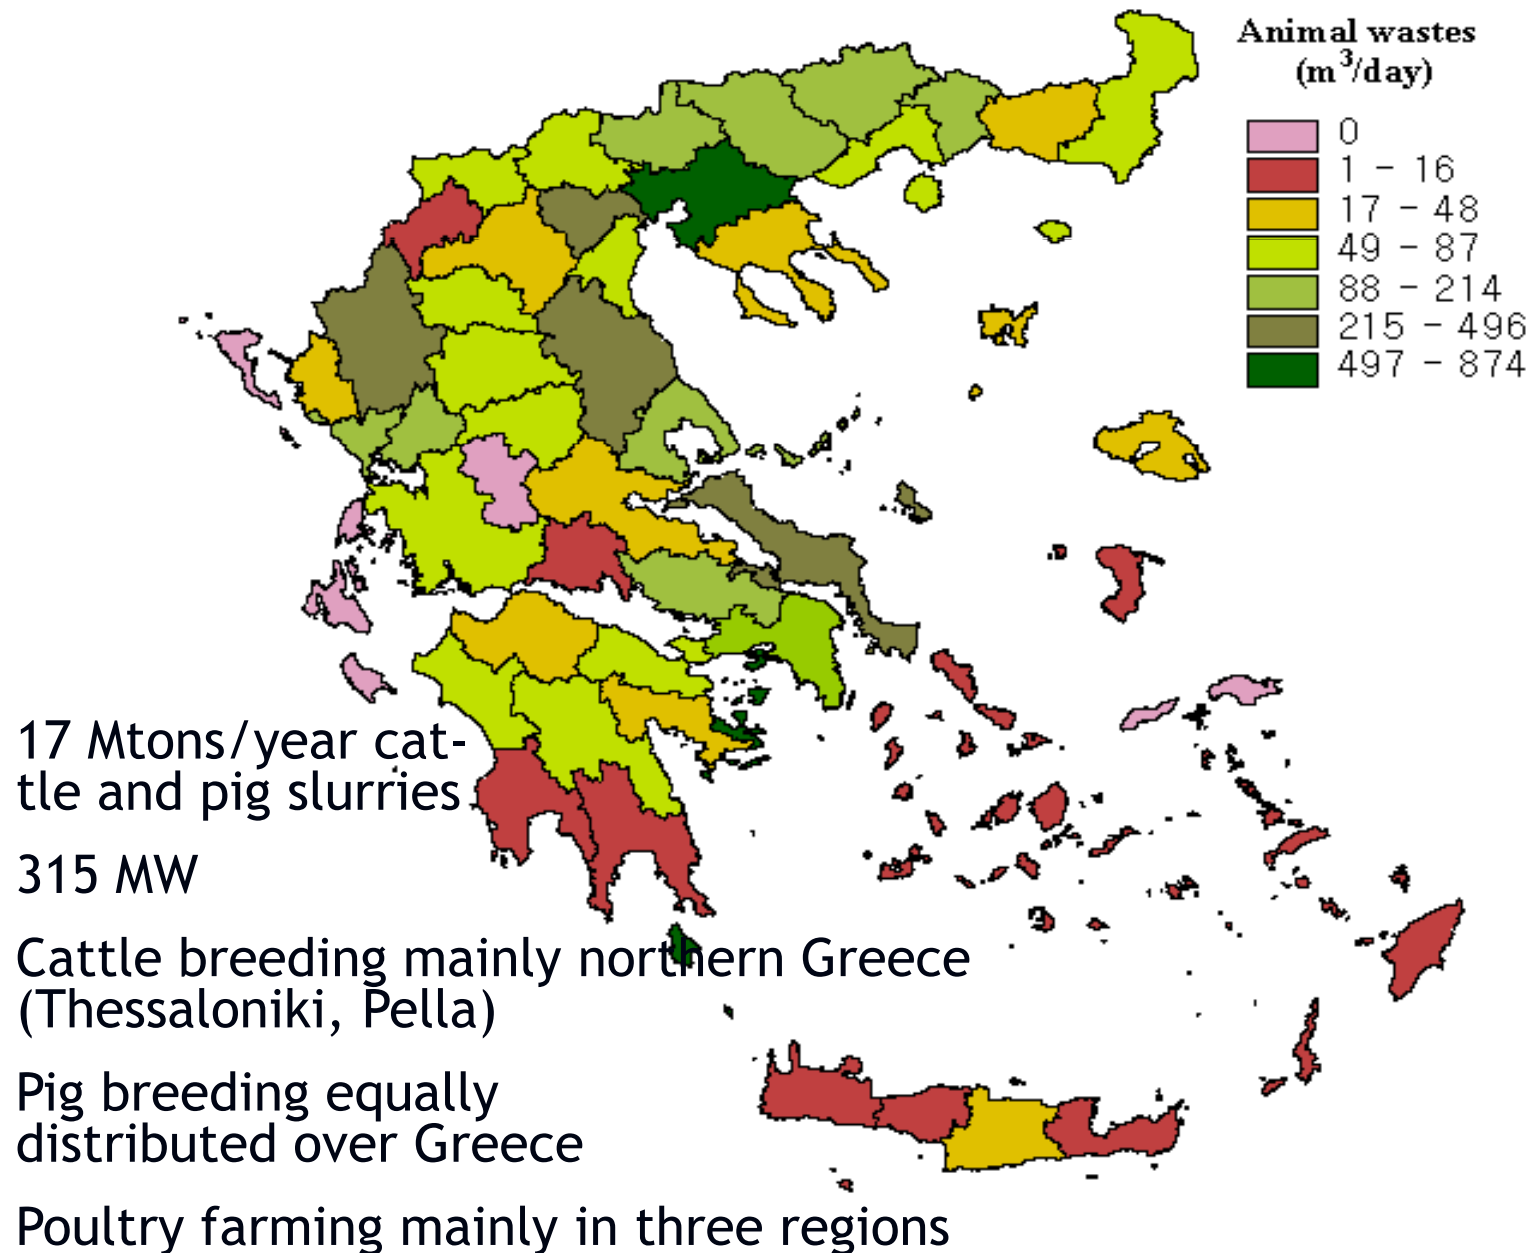 Animal wastes
(m³/day)
0
1 - 16
17 - 48
49 - 87
88 - 214
215 - 496
497 - 874
17 Mtons/year cat-
tle and pig slurries
315 MW
Cattle breeding mainly northern Greece
(Thessaloniki, Pella)
Pig breeding equally
distributed over Greece
Poultry farming mainly in three regions